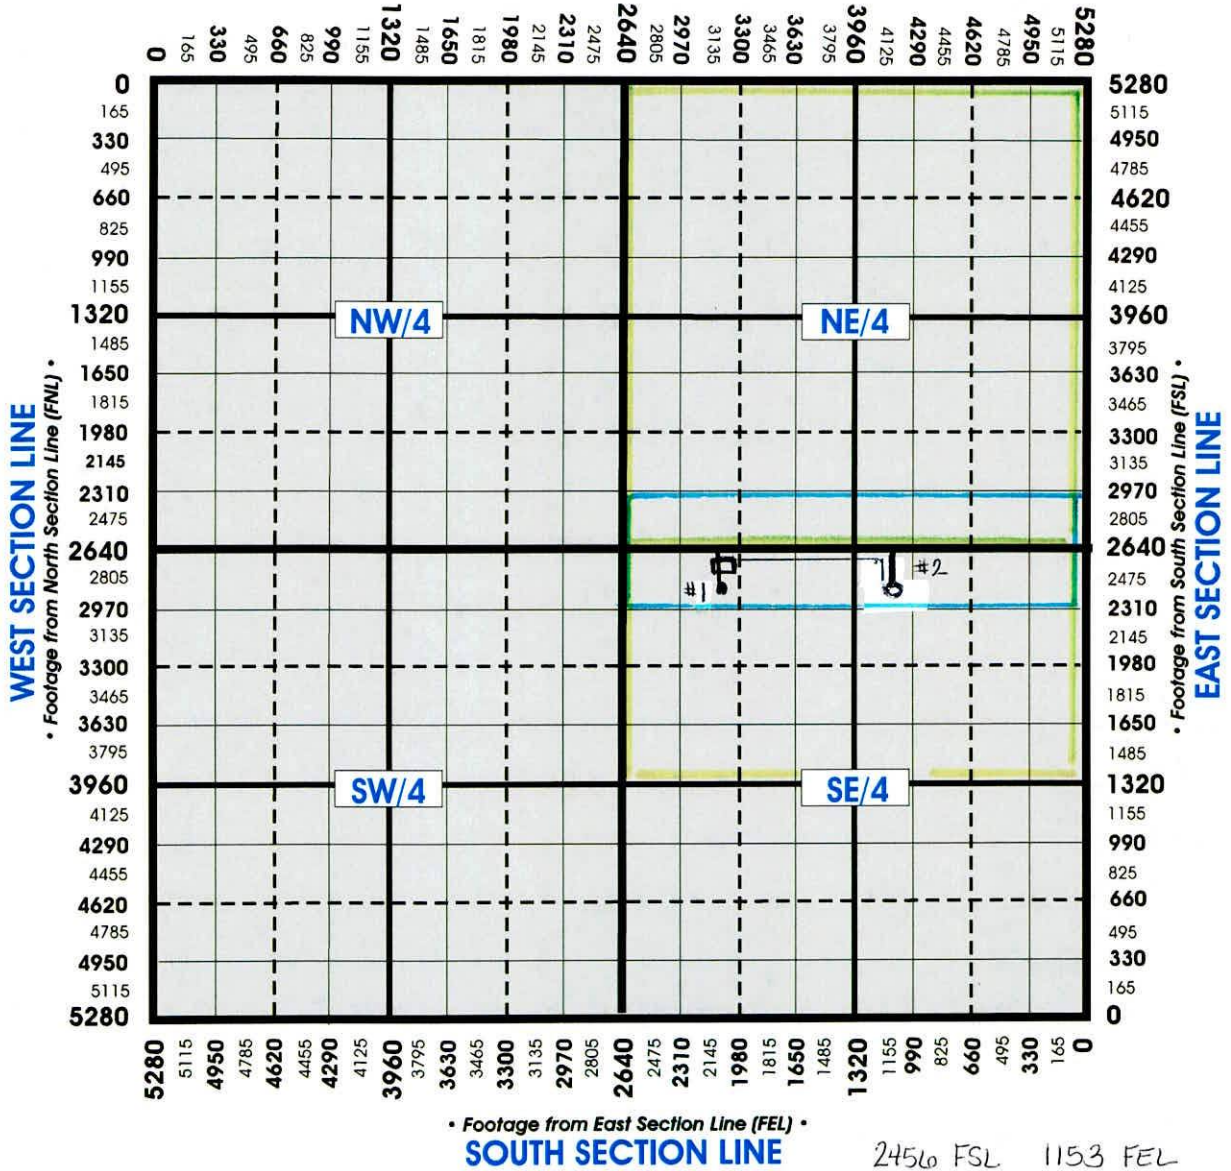 0 165 330 495 660 825 990 1155 1320 1485 1650 1815 1980 2145 2310 2475 2640 2805 2970 3135 3300 3465 3630 3795 3960 4125 4290 4455 4620 4785 4950 5115 5280
0 5280
165 5115
330 4950
495 4785
660 4620
825 4455
990 4290
1155 4125
1320 NW/4 NE/4 3960
1485 3795
1650 3630
1815 3465
1980 3300
2145 3135
2310 2970
2475 2805
2640 2640
2805 #1 #2 2475
2970 2310
3135 2145
3300 1980
3465 1815
3630 1650
3795 1485
3960 SW/4 SE/4 1320
4125 1155
4290 990
4455 825
4620 660
4785 495
4950 330
5115 165
5280 0
WEST SECTION LINE
• Footage from North Section Line (FNL) •
• Footage from South Section Line (FSL) •
EAST SECTION LINE
5280 5115 4950 4785 4620 4455 4290 4125 3960 3795 3630 3465 3300 3135 2970 2805 2640 2475 2310 2145 1980 1815 1650 1485 1320 1155 990 825 660 495 330 165 0
• Footage from East Section Line (FEL) •
SOUTH SECTION LINE
2456 FSL 1153 FEL